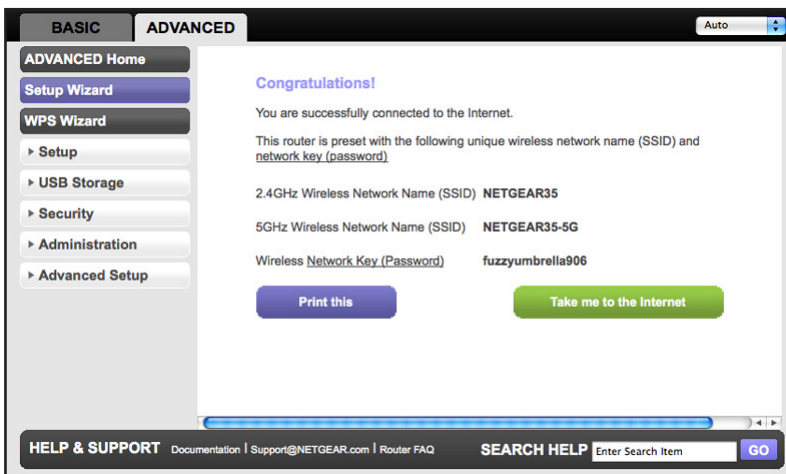 BASIC
ADVANCED
Auto
ADVANCED Home
Setup Wizard
WPS Wizard
Setup
USB Storage
Security
Administration
Advanced Setup
Congratulations!
You are successfully connected to the Internet.
This router is preset with the following unique wireless network name (SSID) and
network key (password)
2.4GHz Wireless Network Name (SSID) NETGEAR35
5GHz Wireless Network Name (SSID) NETGEAR35-5G
Wireless Network Key (Password) fuzzyumbrella906
Print this
Take me to the Internet
HELP & SUPPORT Documentation | Support@NETGEAR.com | Router FAQ
SEARCH HELP Enter Search Item GO